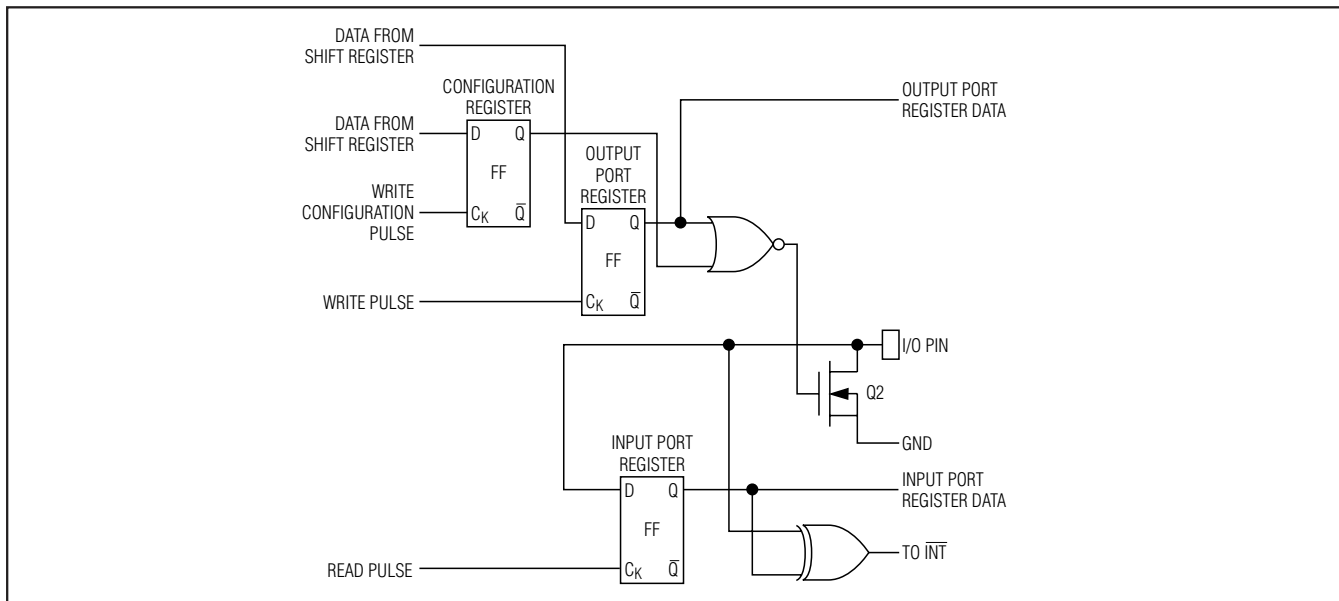 DATA FROM
SHIFT REGISTER
CONFIGURATION
REGISTER
DATA FROM
SHIFT REGISTER
D Q
FF
CK Q̅
WRITE
CONFIGURATION
PULSE
OUTPUT
PORT
REGISTER
D Q
FF
CK Q̅
WRITE PULSE
OUTPUT PORT
REGISTER DATA
I/O PIN
Q2
GND
INPUT PORT
REGISTER
D Q
FF
CK Q̅
READ PULSE
INPUT PORT
REGISTER DATA
TO I̅N̅T̅